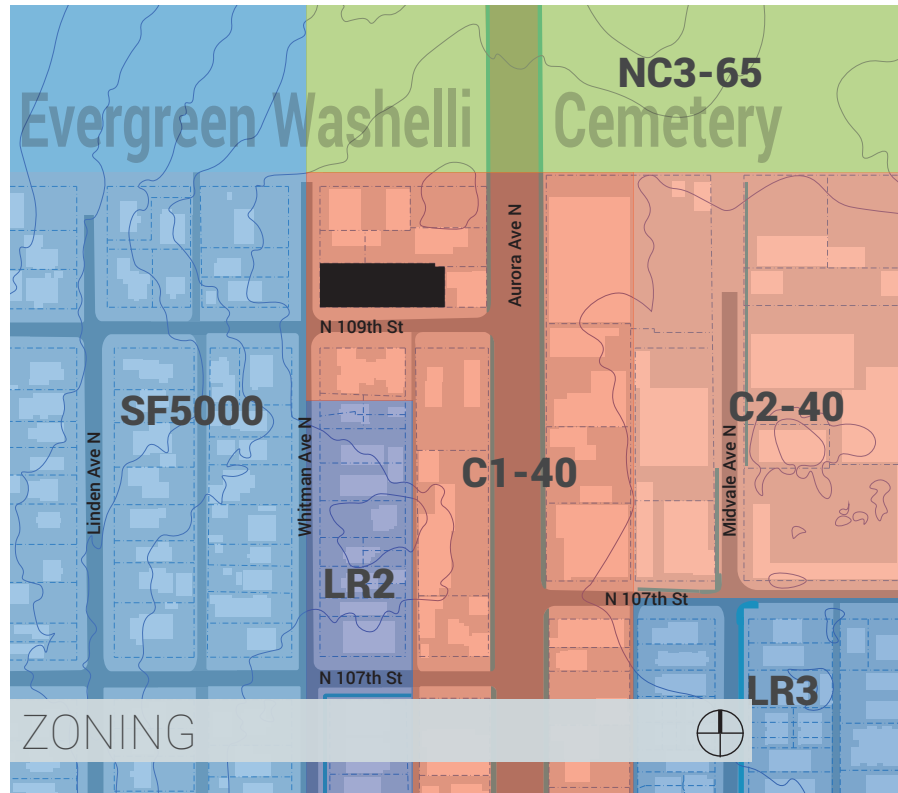 NC3-65
Evergreen Washelli Cemetery
Aurora Ave N
N 109th St
SF5000
C2-40
Linden Ave N
Whitman Ave N
C1-40
Midvale Ave N
LR2
N 107th St
N 107th St
LR3
ZONING